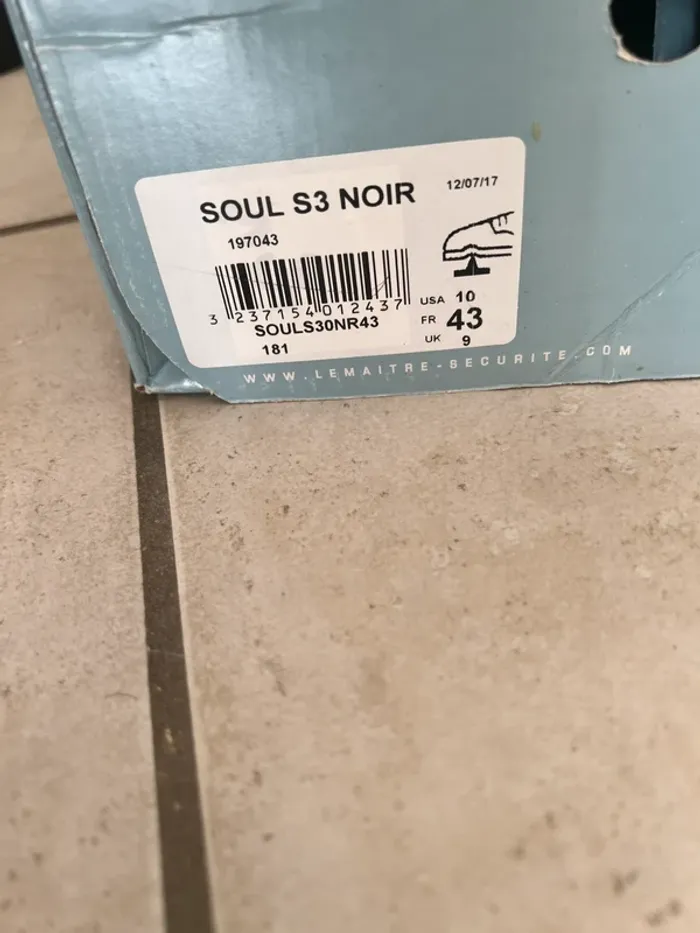 SOUL S3 NOIR
12/07/17
197043
3 237154 012437
SOULS30NR43
181
USA 10
FR 43
UK 9
WWW.LEMAITRE-SECURITE.COM